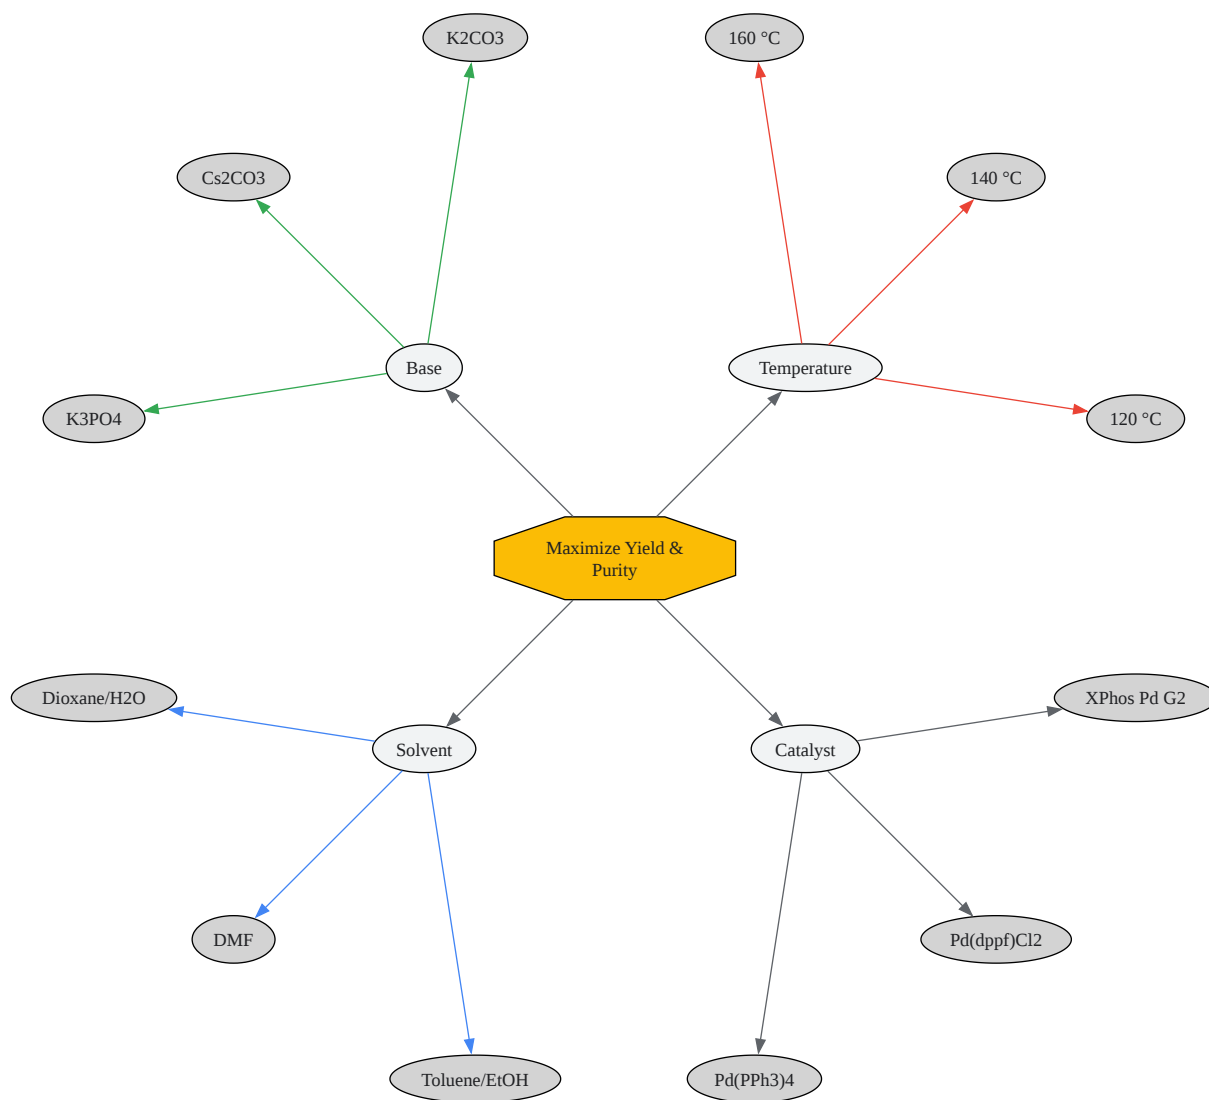 K2CO3
160 °C
Cs2CO3
140 °C
Base
Temperature
K3PO4
120 °C
Maximize Yield &
Purity
Dioxane/H2O
XPhos Pd G2
Solvent
Catalyst
DMF
Pd(dppf)Cl2
Toluene/EtOH
Pd(PPh3)4